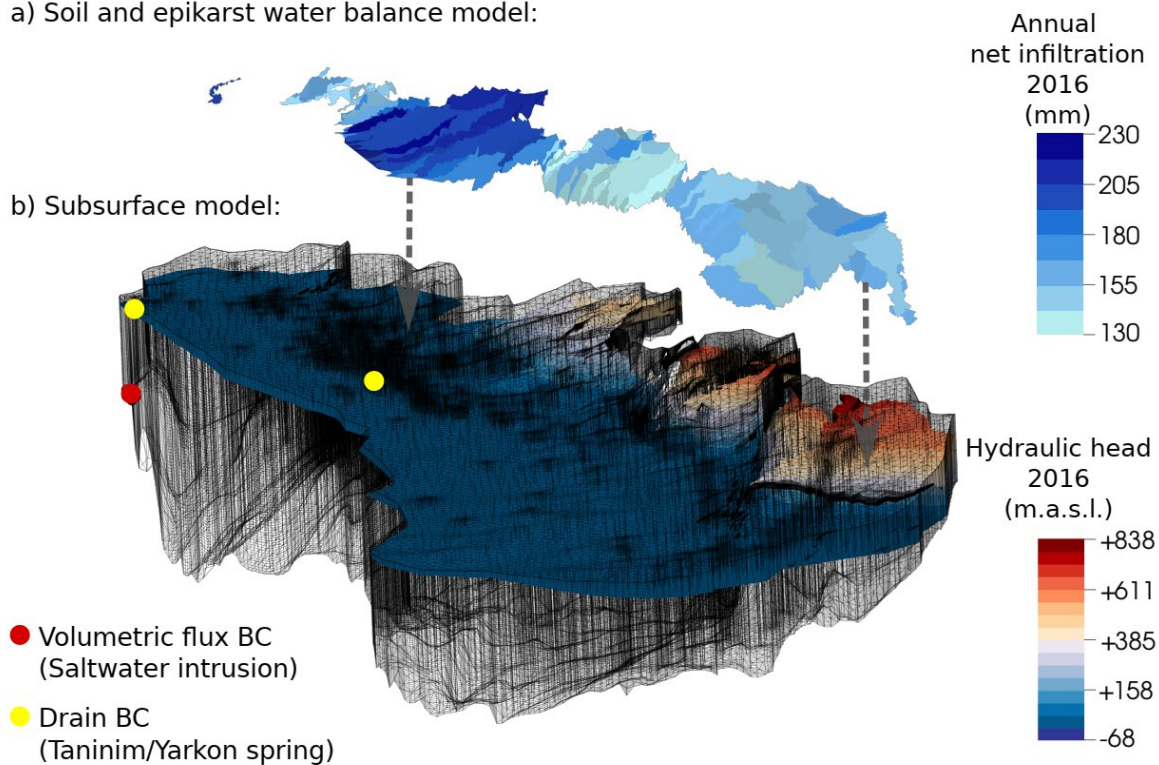 a) Soil and epikarst water balance model:
Annual
net infiltration
2016
(mm)
230
205
180
155
130
b) Subsurface model:
Hydraulic head
2016
(m.a.s.l.)
+838
+611
+385
+158
-68
Volumetric flux BC
(Saltwater intrusion)
Drain BC
(Taninim/Yarkon spring)